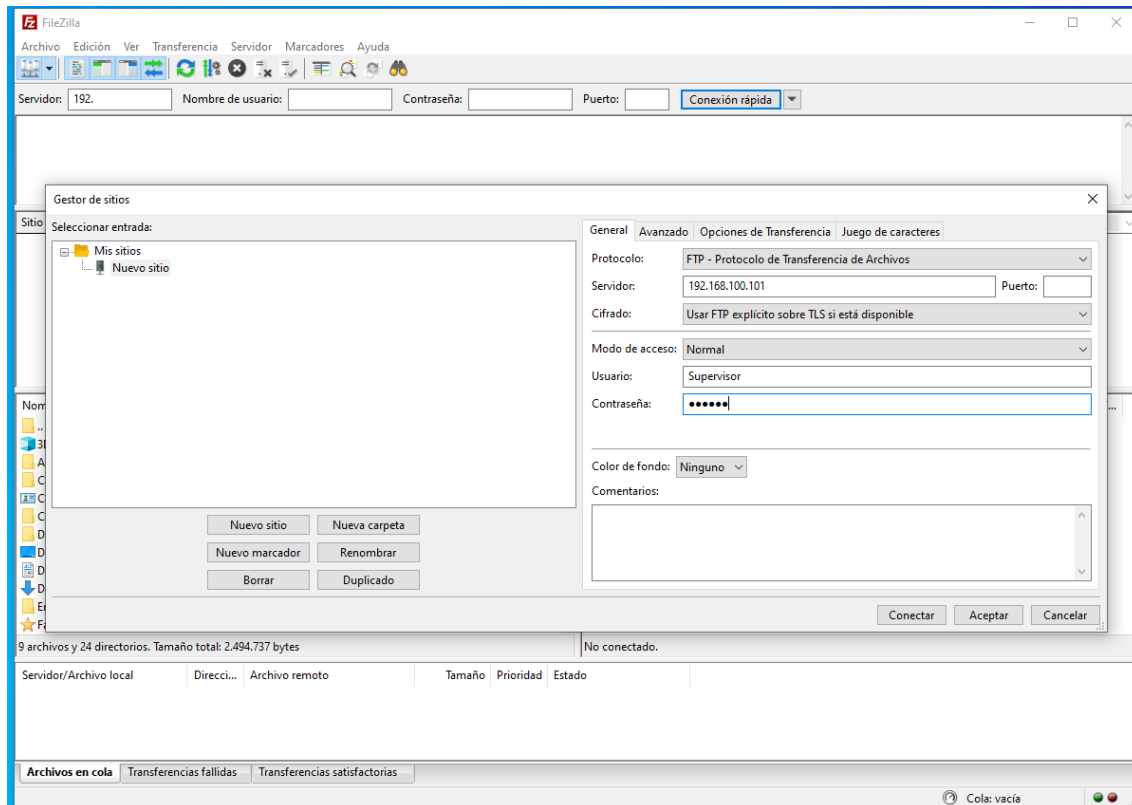 FileZilla
Archivo Edición Ver Transferencia Servidor Marcadores Ayuda
Servidor: 192. Nombre de usuario: Contraseña: Puerto: Conexión rápida
Gestor de sitios
Sitio
Seleccionar entrada:
Mis sitios
Nuevo sitio
Nuevo sitio Nueva carpeta
Nuevo marcador Renombrar
Borrar Duplicado
General Avanzado Opciones de Transferencia Juego de caracteres
Protocolo: FTP - Protocolo de Transferencia de Archivos
Servidor: 192.168.100.101 Puerto:
Cifrado: Usar FTP explícito sobre TLS si está disponible
Modo de acceso: Normal
Usuario: Supervisor
Contraseña: ●●●●●●
Color de fondo: Ninguno
Comentarios:
Conectar Aceptar Cancelar
Nom
..
3D
A
C
C
C
D
D
D
D
En
Fa
9 archivos y 24 directorios. Tamaño total: 2.494.737 bytes
No conectado.
Servidor/Archivo local Direcci... Archivo remoto Tamaño Prioridad Estado
Archivos en cola Transferencias fallidas Transferencias satisfactorias
Cola: vacía